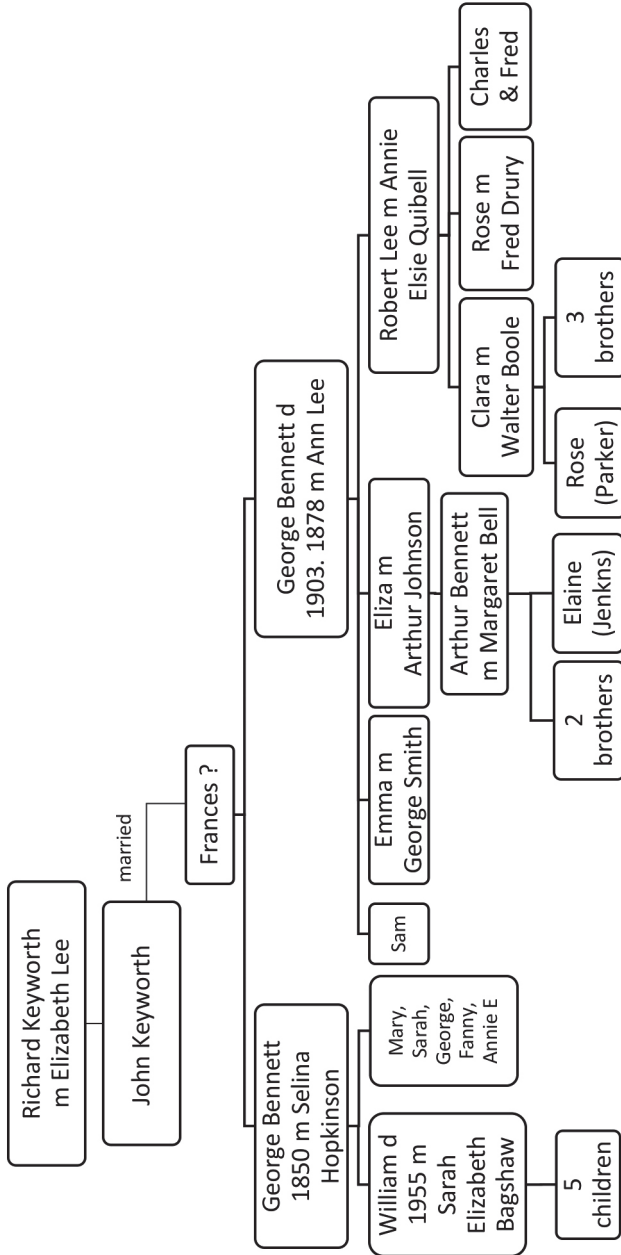 Richard Keyworth
m Elizabeth Lee
John Keyworth
married
Frances ?
George Bennett
1850 m Selina
Hopkinson
George Bennett d
1903. 1878 m Ann Lee
William d
1955 m
Sarah
Elizabeth
Bagshaw
Mary,
Sarah,
George,
Fanny,
Annie E
Sam
Emma m
George Smith
Eliza m
Arthur Johnson
Robert Lee m Annie
Elsie Quibell
5
children
Arthur Bennett
m Margaret Bell
Clara m
Walter Boole
Rose m
Fred Drury
Charles
& Fred
2
brothers
Elaine
(Jenkns)
Rose
(Parker)
3
brothers